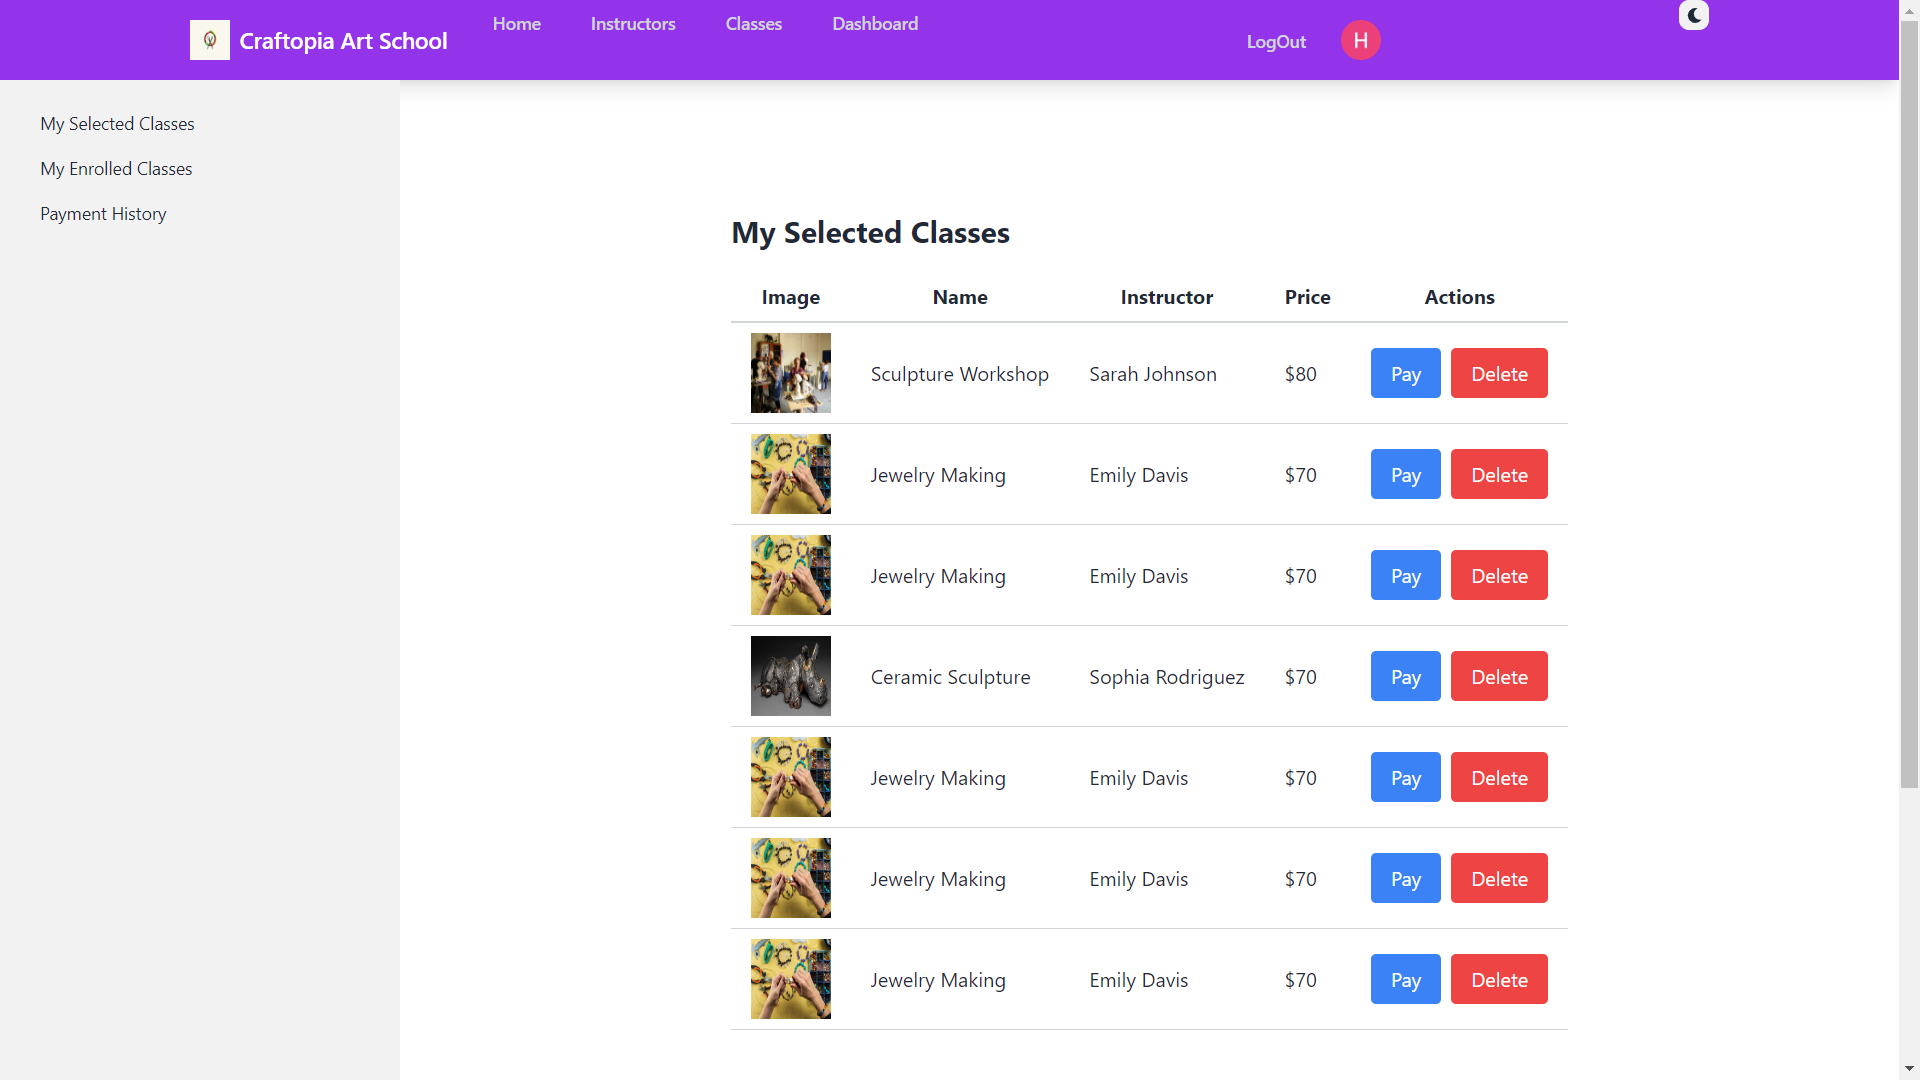 Craftopia Art School
Home Instructors Classes Dashboard
LogOut H
My Selected Classes
My Enrolled Classes
Payment History
My Selected Classes
Image Name Instructor Price Actions
Sculpture Workshop Sarah Johnson $80 Pay Delete
Jewelry Making Emily Davis $70 Pay Delete
Jewelry Making Emily Davis $70 Pay Delete
Ceramic Sculpture Sophia Rodriguez $70 Pay Delete
Jewelry Making Emily Davis $70 Pay Delete
Jewelry Making Emily Davis $70 Pay Delete
Jewelry Making Emily Davis $70 Pay Delete